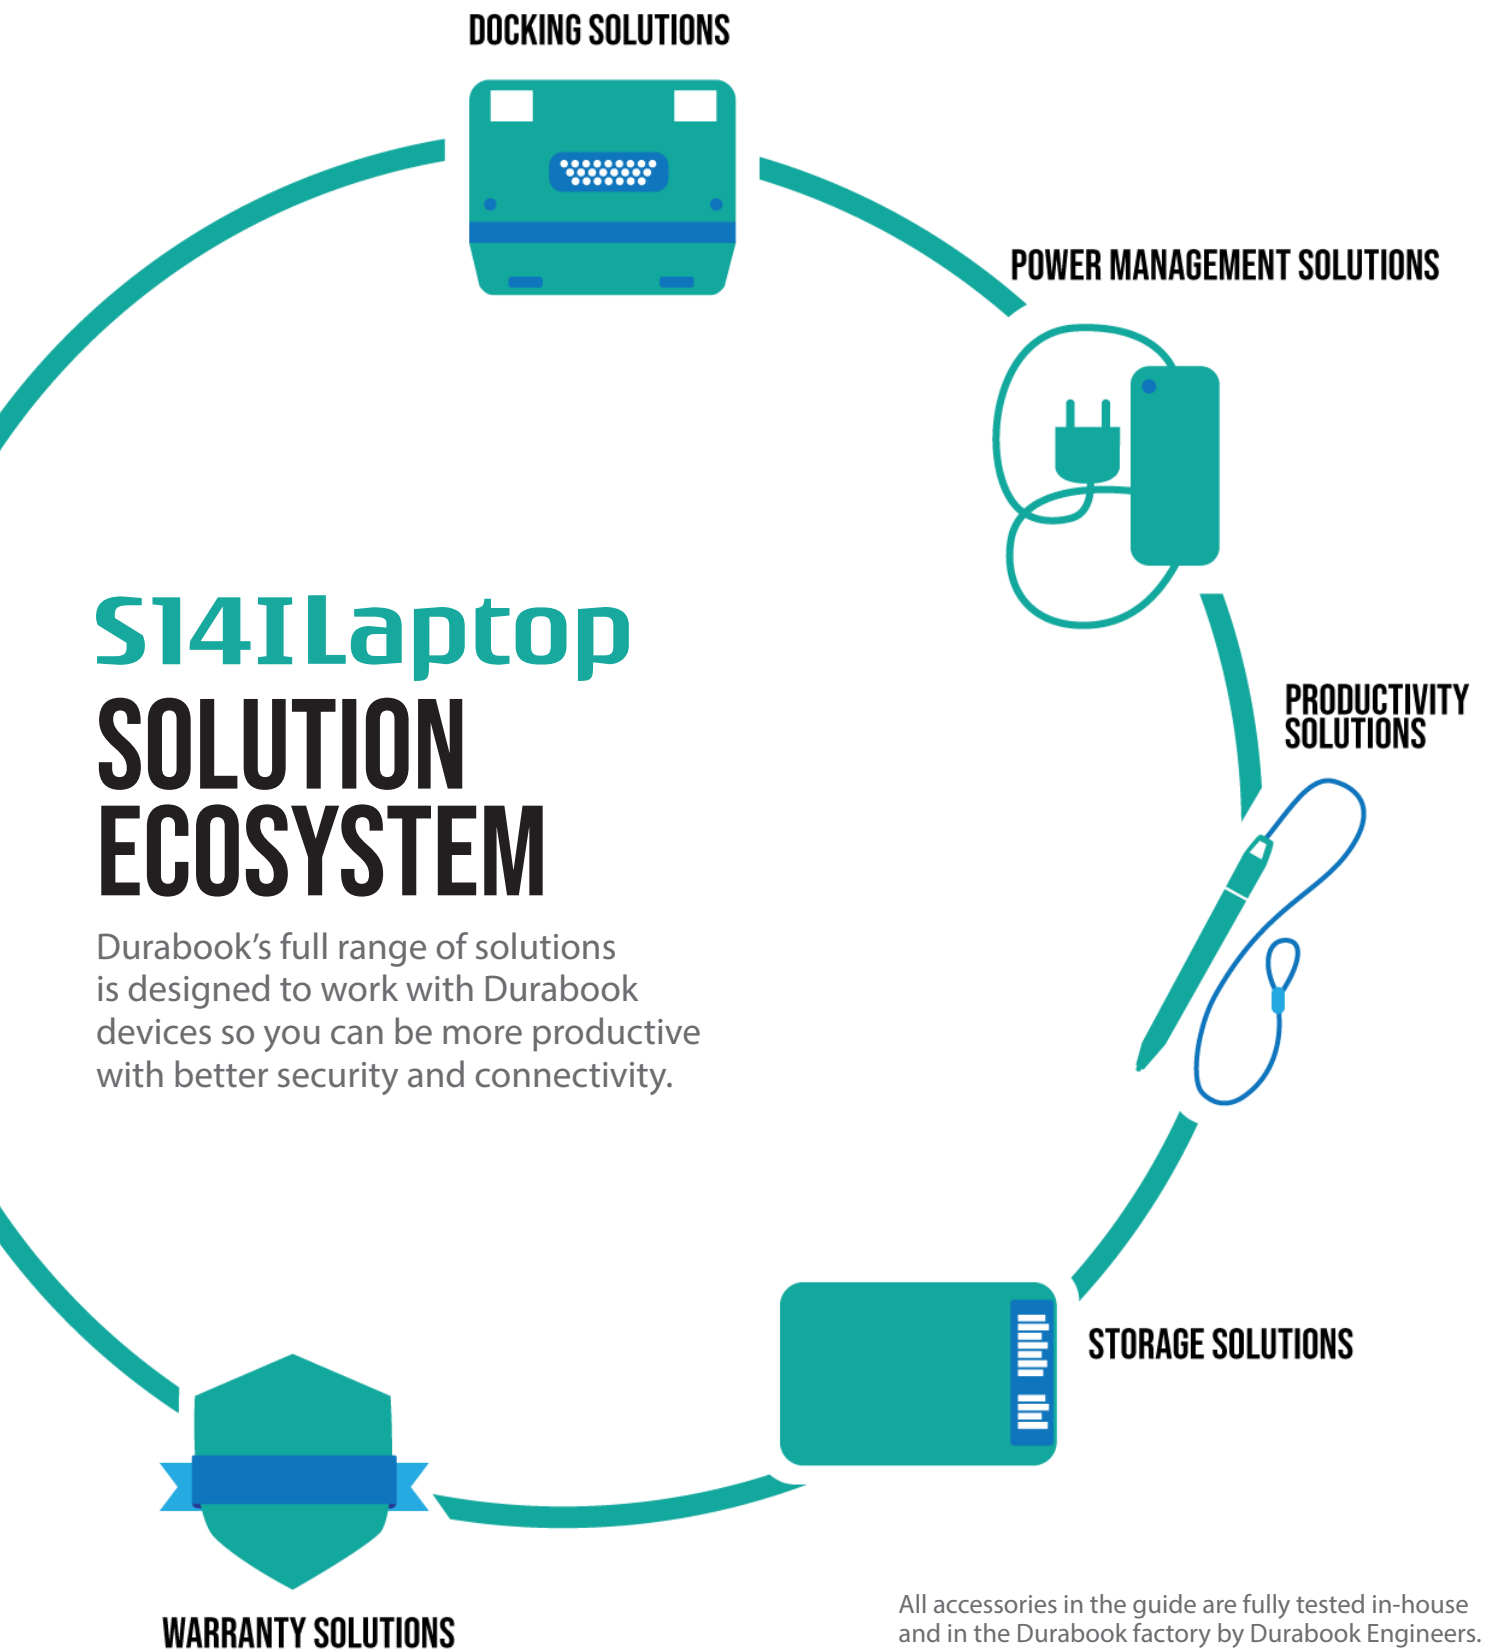 DOCKING SOLUTIONS
POWER MANAGEMENT SOLUTIONS
S14I Laptop
SOLUTION
ECOSYSTEM
Durabook’s full range of solutions
is designed to work with Durabook
devices so you can be more productive
with better security and connectivity.
PRODUCTIVITY
SOLUTIONS
STORAGE SOLUTIONS
WARRANTY SOLUTIONS
All accessories in the guide are fully tested in-house
and in the Durabook factory by Durabook Engineers.